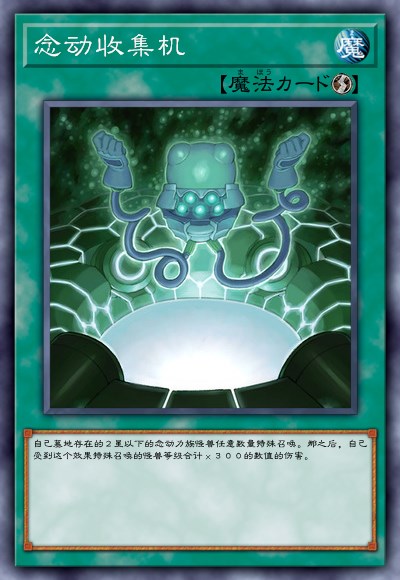 念动收集机
魔
【魔法カード】
まほう
自己墓地存在的2星以下的念动力族怪兽任意数量特殊召唤。那之后，自己
受到这个效果特殊召唤的怪兽等级合计×300的数值的伤害。